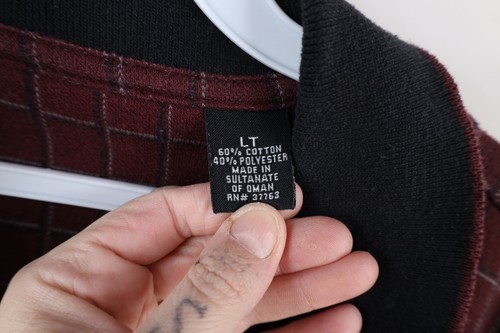 LT
60% COTTON
40% POLYESTER
MADE IN
SULTANATE
OF OMAN
RN# 37763